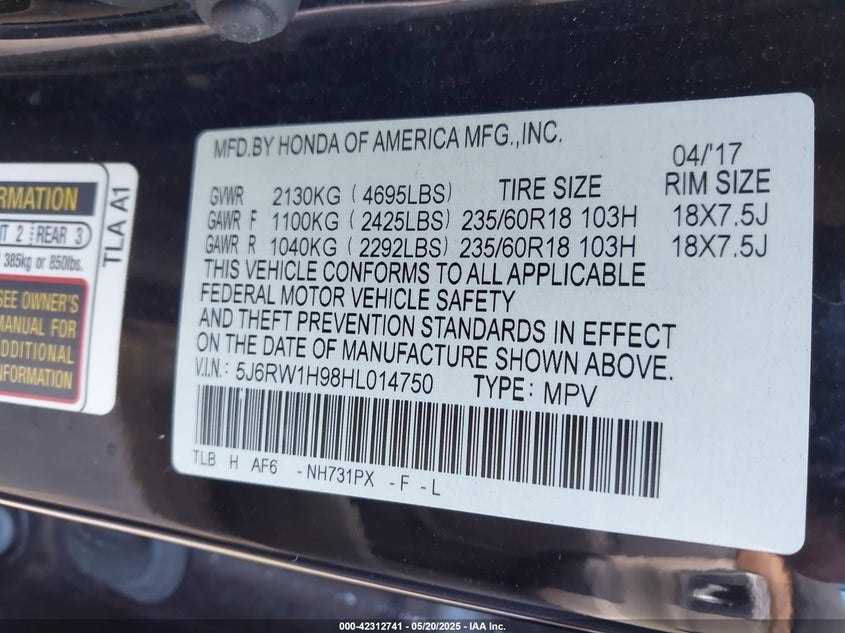 MFD.BY HONDA OF AMERICA MFG.,INC.
04/'17
GVWR 2130KG ( 4695LBS) TIRE SIZE RIM SIZE
GAWR F 1100KG ( 2425LBS) 235/60R18 103H 18X7.5J
GAWR R 1040KG ( 2292LBS) 235/60R18 103H 18X7.5J
THIS VEHICLE CONFORMS TO ALL APPLICABLE
FEDERAL MOTOR VEHICLE SAFETY
AND THEFT PREVENTION STANDARDS IN EFFECT
ON THE DATE OF MANUFACTURE SHOWN ABOVE.
V.I.N.: 5J6RW1H98HL014750 TYPE: MPV
TLB H AF6 - NH731PX - F - L
TLA A1
2 REAR 3
385kg or 850lbs.
SEE OWNER'S
MANUAL FOR
ADDITIONAL
INFORMATION
000-42312741 - 05/20/2025 - IAA Inc.